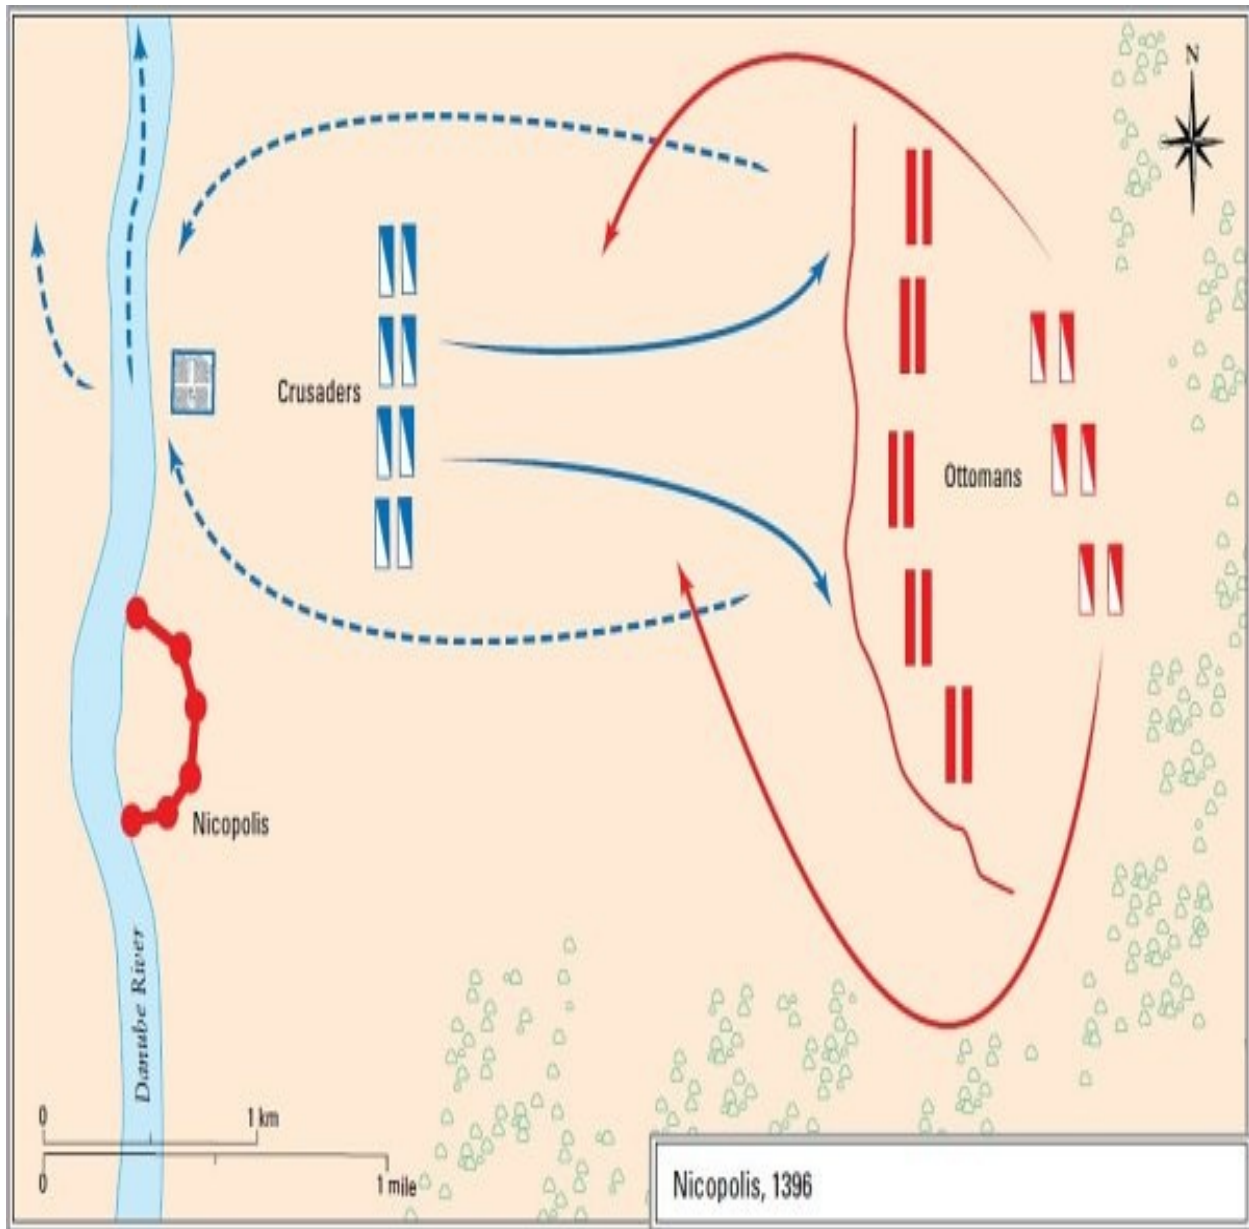 N
Crusaders
Ottomans
Nicopolis
Danube River
0 1 km
0 1 mile
Nicopolis, 1396